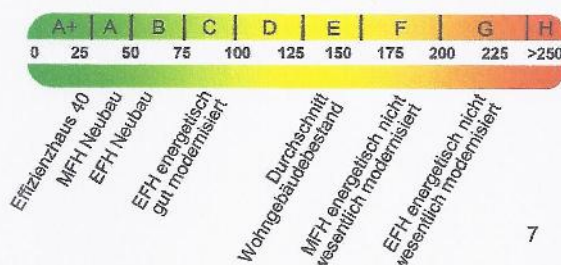 A+ A B C D E F G H
0 25 50 75 100 125 150 175 200 225 >250
Effizienzhaus 40
MFH Neubau
EFH Neubau
EFH energetisch
gut modernisiert
Durchschnitt
Wohngebäudebestand
MFH energetisch nicht
wesentlich modernisiert
EFH energetisch nicht
wesentlich modernisiert
7